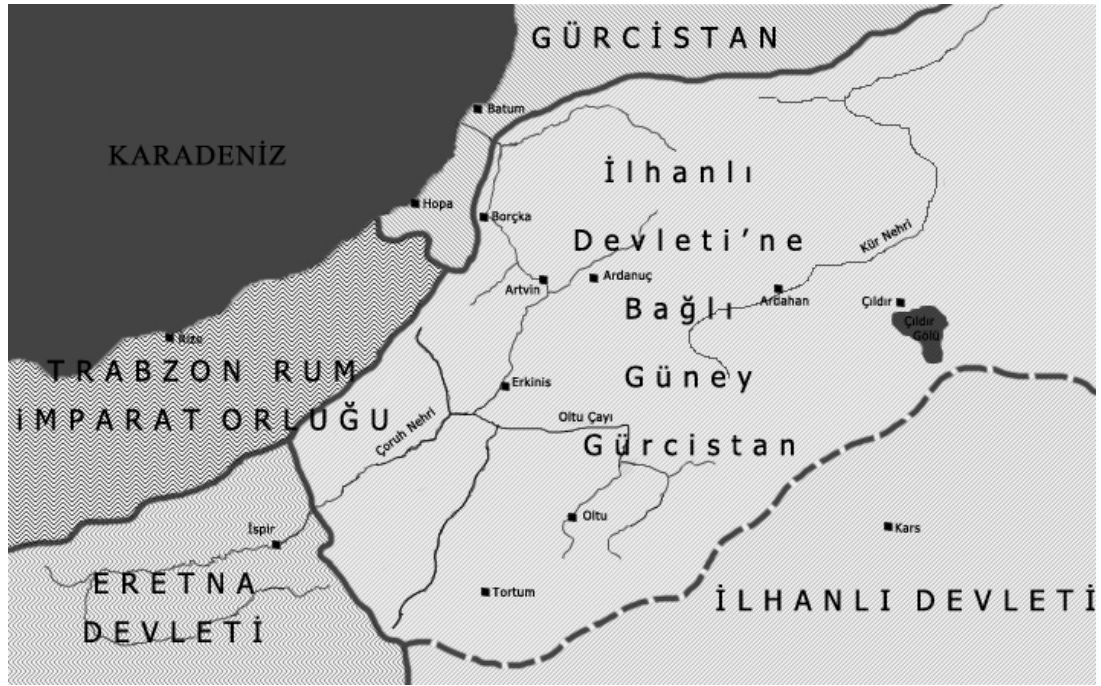 GÜRCİSTAN
Batum
KARADENİZ
İlhanlı
Hopa
Borçka
Devleti’ne
Kür Nehri
Artvin
Ardanuç
Ardahan
Bağlı
Çıldır
Çıldır
Gölü
Rize
TRABZON RUM
İMPARATORLUĞU
Erkinis
Güney
Çoruh Nehri
Oltu Çayı
Gürcistan
İspir
Oltu
Kars
ERETNA
DEVLETİ
Tortum
İLHANLI DEVLETİ